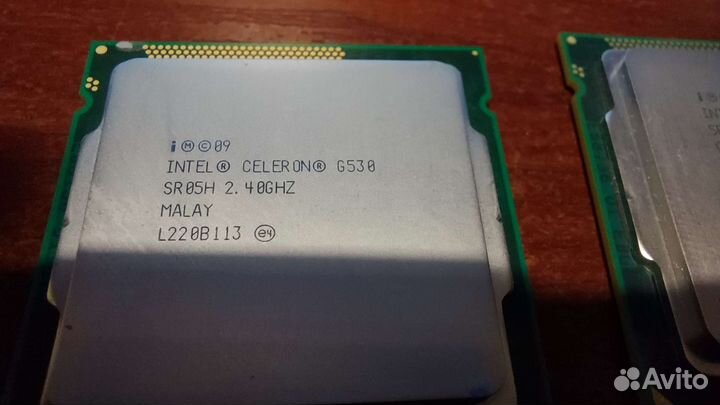 i Ⓜ©09
INTEL® CELERON® G530
SR05H 2.40GHZ
MALAY
L220B113 e4
Avito